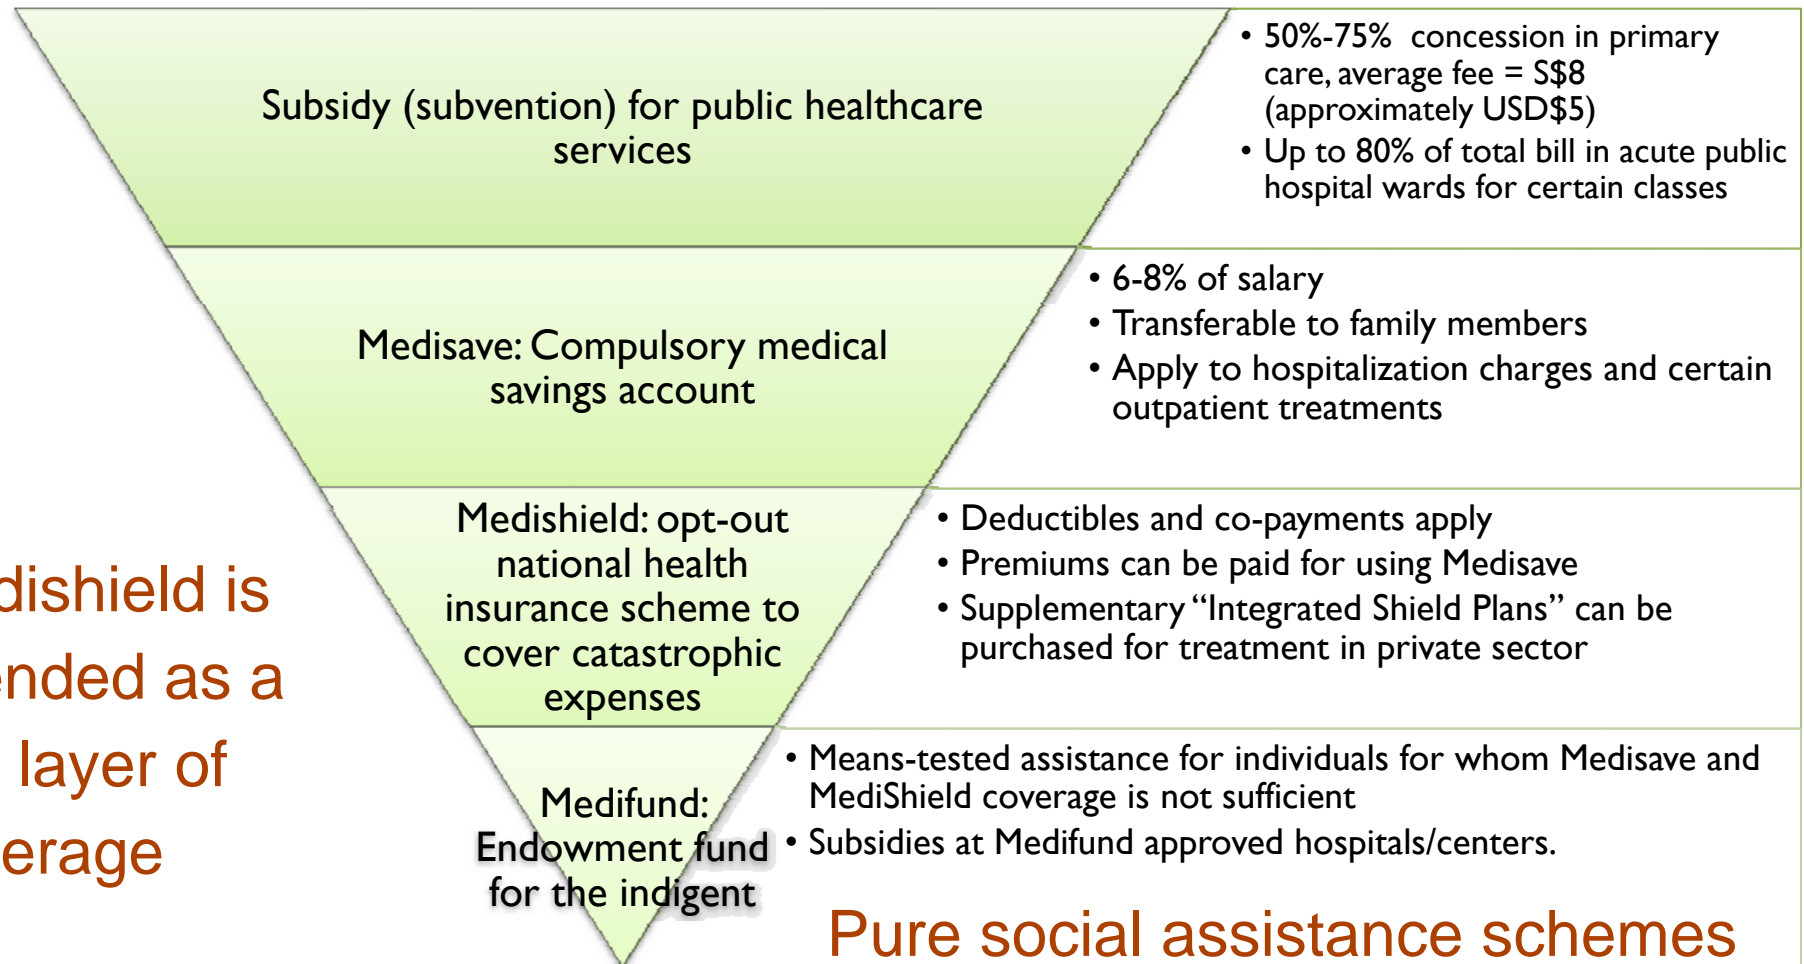 Subsidy (subvention) for public healthcare
services
• 50%-75% concession in primary
care, average fee = S$8
(approximately USD$5)
• Up to 80% of total bill in acute public
hospital wards for certain classes
Medisave: Compulsory medical
savings account
• 6-8% of salary
• Transferable to family members
• Apply to hospitalization charges and certain
outpatient treatments
Medishield: opt-out
national health
insurance scheme to
cover catastrophic
expenses
• Deductibles and co-payments apply
• Premiums can be paid for using Medisave
• Supplementary “Integrated Shield Plans” can be
purchased for treatment in private sector
dishield is
ended as a
layer of
erage
Medifund:
Endowment fund
for the indigent
• Means-tested assistance for individuals for whom Medisave and
MediShield coverage is not sufficient
• Subsidies at Medifund approved hospitals/centers.
Pure social assistance schemes